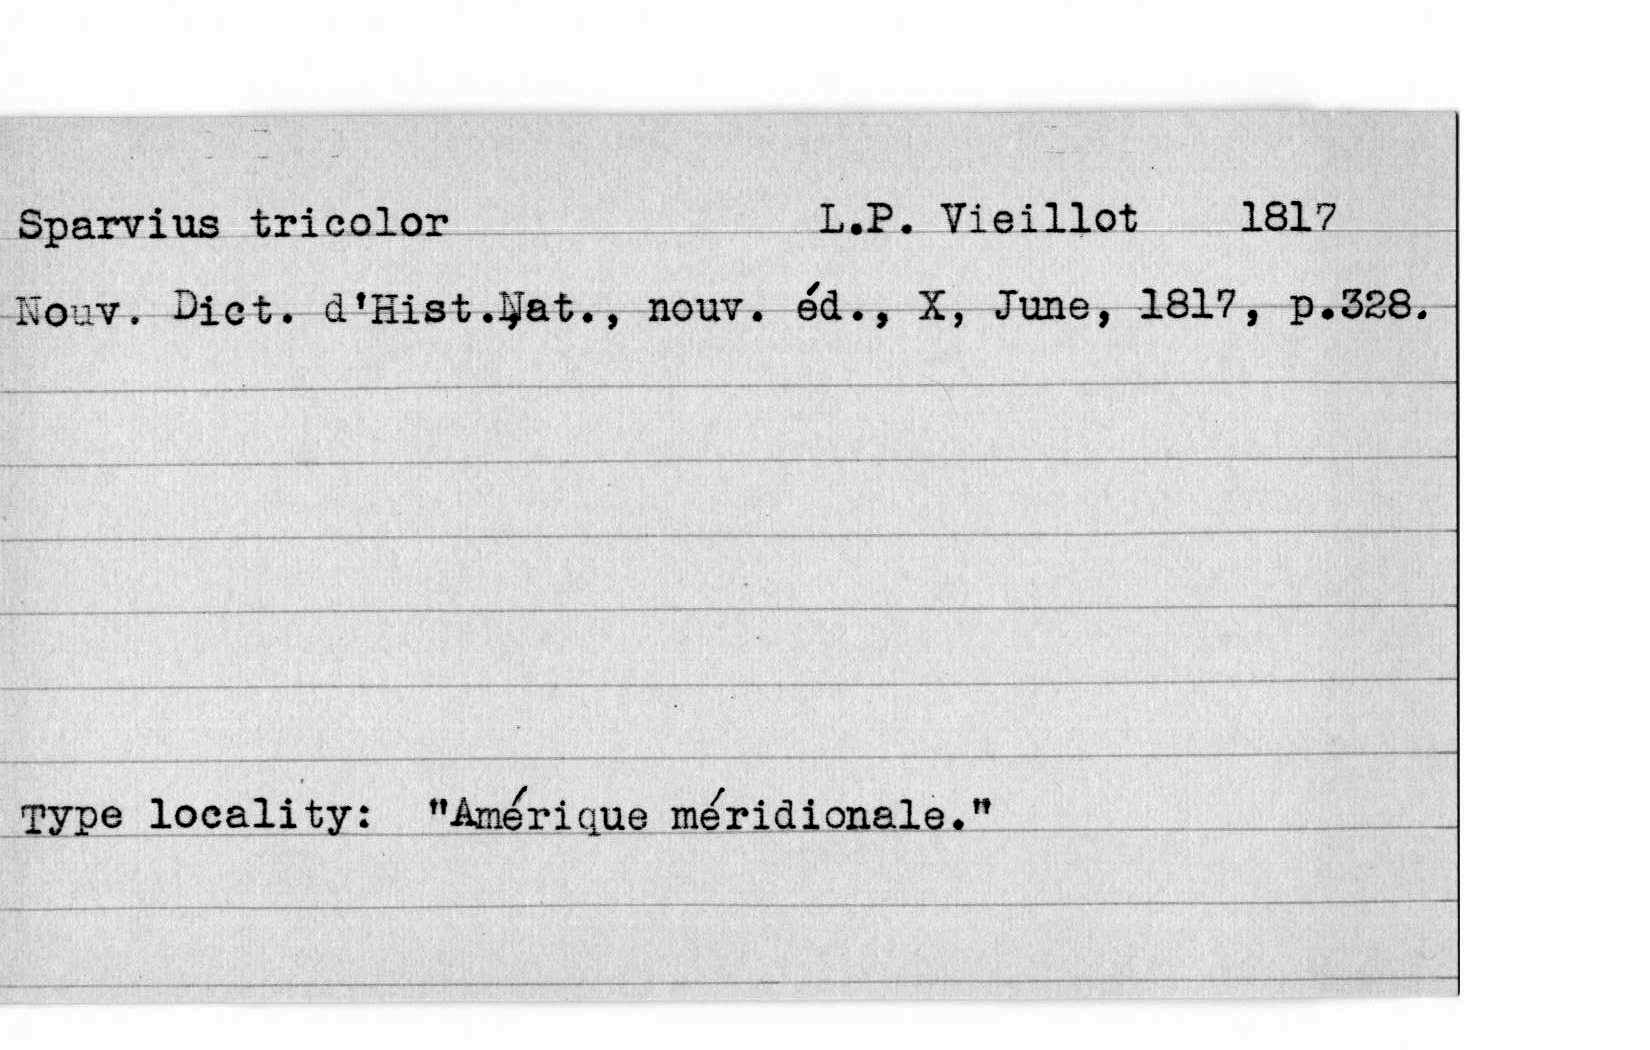 Sparvius tricolor L.P. Vieillot 1817
Nouv. Dict. d'Hist.Nat., nouv. éd., X, June, 1817, p.328.
Type locality: "Amérique méridionale."